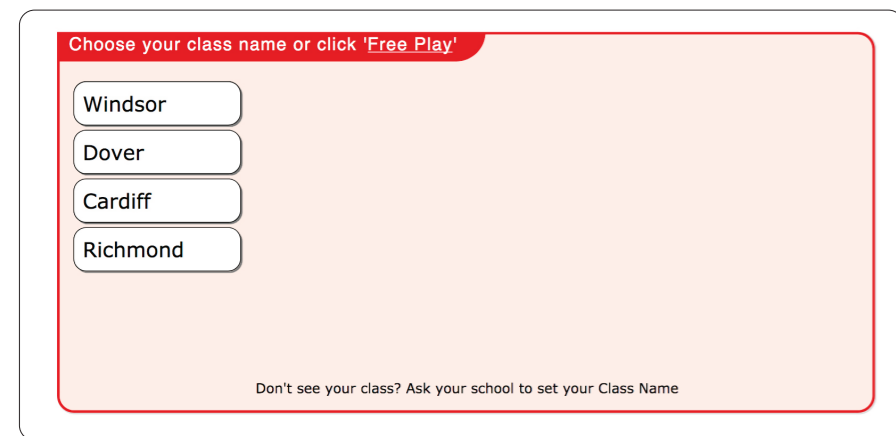 Choose your class name or click 'Free Play'
Windsor
Dover
Cardiff
Richmond
Don't see your class? Ask your school to set your Class Name